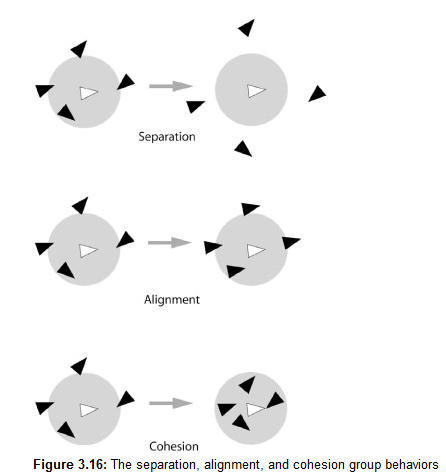 Separation
Alignment
Cohesion
Figure 3.16: The separation, alignment, and cohesion group behaviors